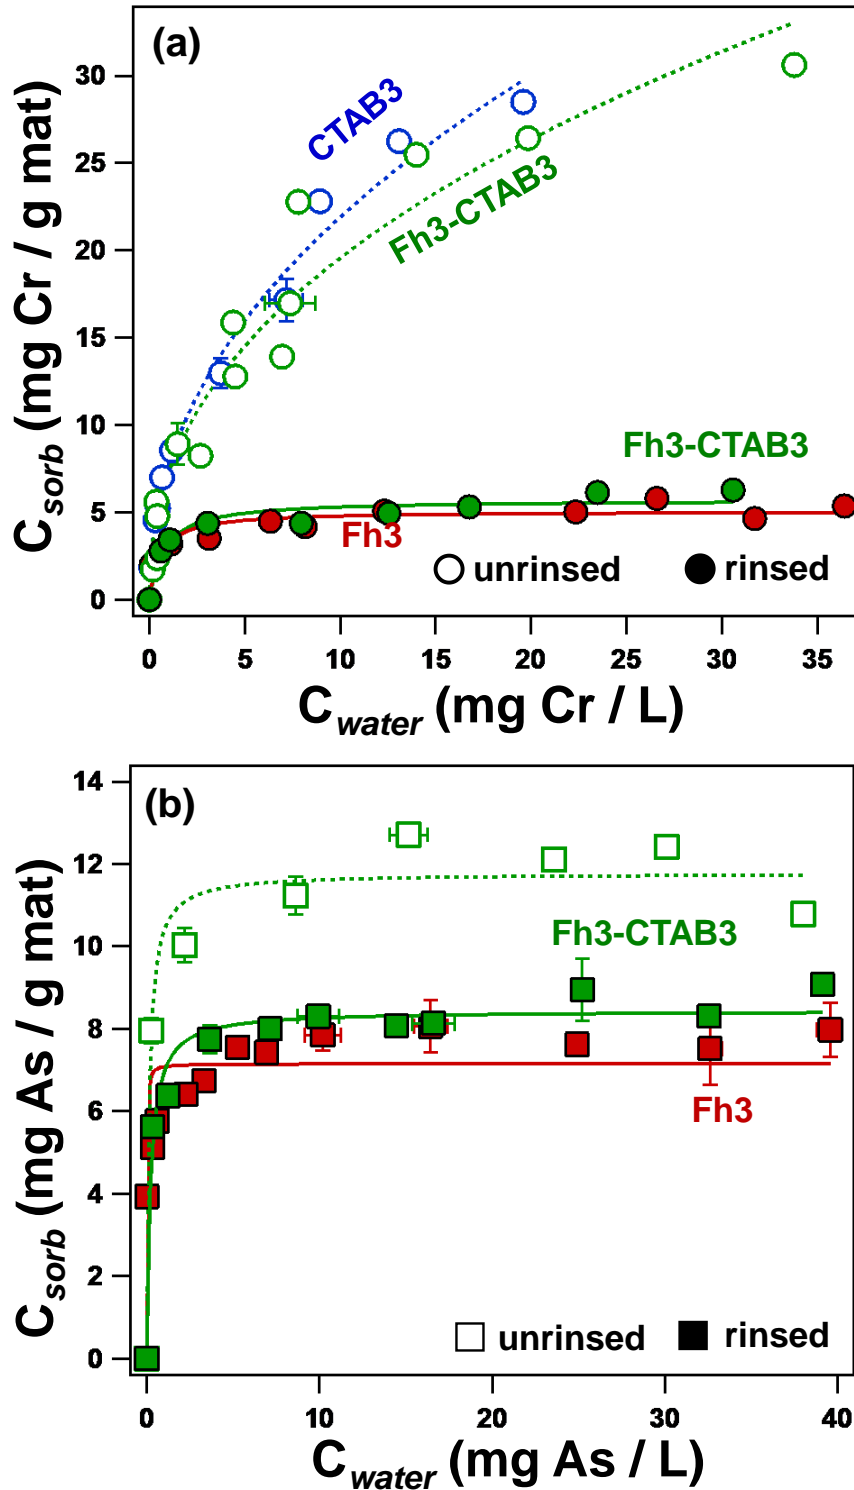 (a)
CTAB3
Fh3-CTAB3
Fh3-CTAB3
Fh3
unrinsed
rinsed
C_sorb (mg Cr / g mat)
30
25
20
15
10
5
0
0 5 10 15 20 25 30 35
C_water (mg Cr / L)
(b)
Fh3-CTAB3
Fh3
unrinsed
rinsed
C_sorb (mg As / g mat)
14
12
10
8
6
4
2
0
0 10 20 30 40
C_water (mg As / L)